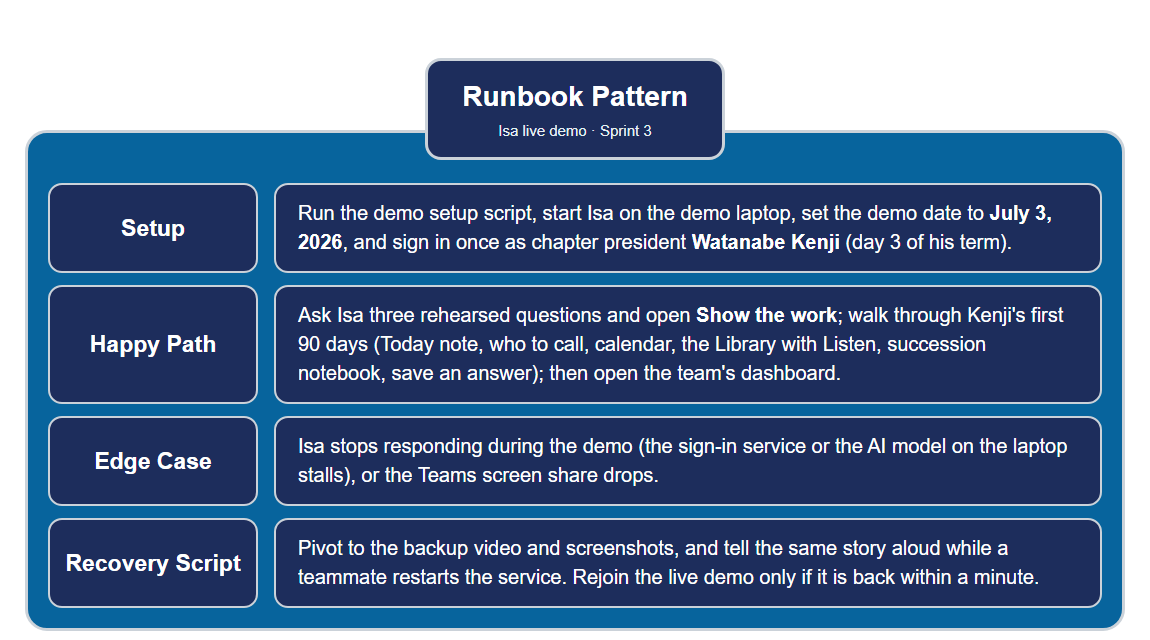 Runbook Pattern
Isa live demo · Sprint 3
Setup
Run the demo setup script, start Isa on the demo laptop, set the demo date to July 3,
2026, and sign in once as chapter president Watanabe Kenji (day 3 of his term).
Happy Path
Ask Isa three rehearsed questions and open Show the work; walk through Kenji's first
90 days (Today note, who to call, calendar, the Library with Listen, succession
notebook, save an answer); then open the team's dashboard.
Edge Case
Isa stops responding during the demo (the sign-in service or the AI model on the laptop
stalls), or the Teams screen share drops.
Recovery Script
Pivot to the backup video and screenshots, and tell the same story aloud while a
teammate restarts the service. Rejoin the live demo only if it is back within a minute.